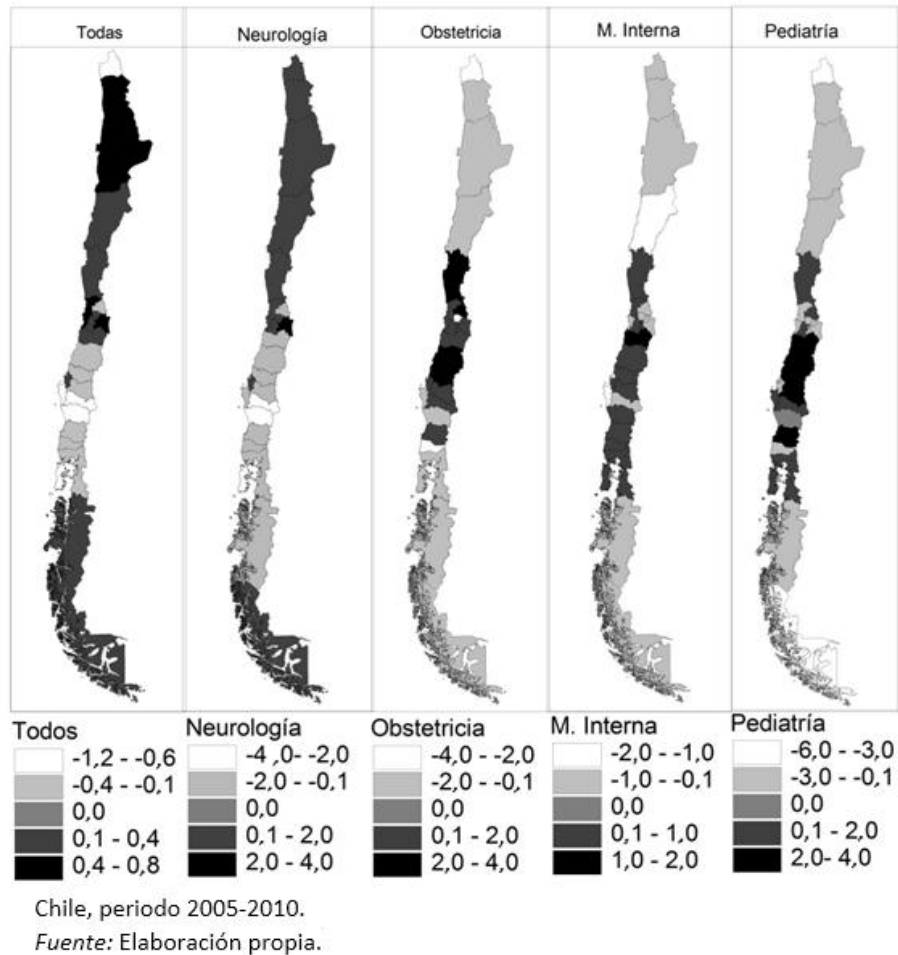 Todas
Neurología
Obstetricia
M. Interna
Pediatría
Todos
-1,2 - -0,6
-0,4 - -0,1
0,0
0,1 - 0,4
0,4 - 0,8
Neurología
-4 ,0--2,0
-2,0--0,1
0,0
0,1 - 2,0
2,0 - 4,0
Obstetricia
-4,0--2,0
-2,0--0,1
0,0
0,1 - 2,0
2,0 - 4,0
M. Interna
-2,0--1,0
-1,0--0,1
0,0
0,1 - 1,0
1,0 - 2,0
Pediatría
-6,0--3,0
-3,0--0,1
0,0
0,1 - 2,0
2,0- 4,0
Chile, periodo 2005-2010.
Fuente: Elaboración propia.